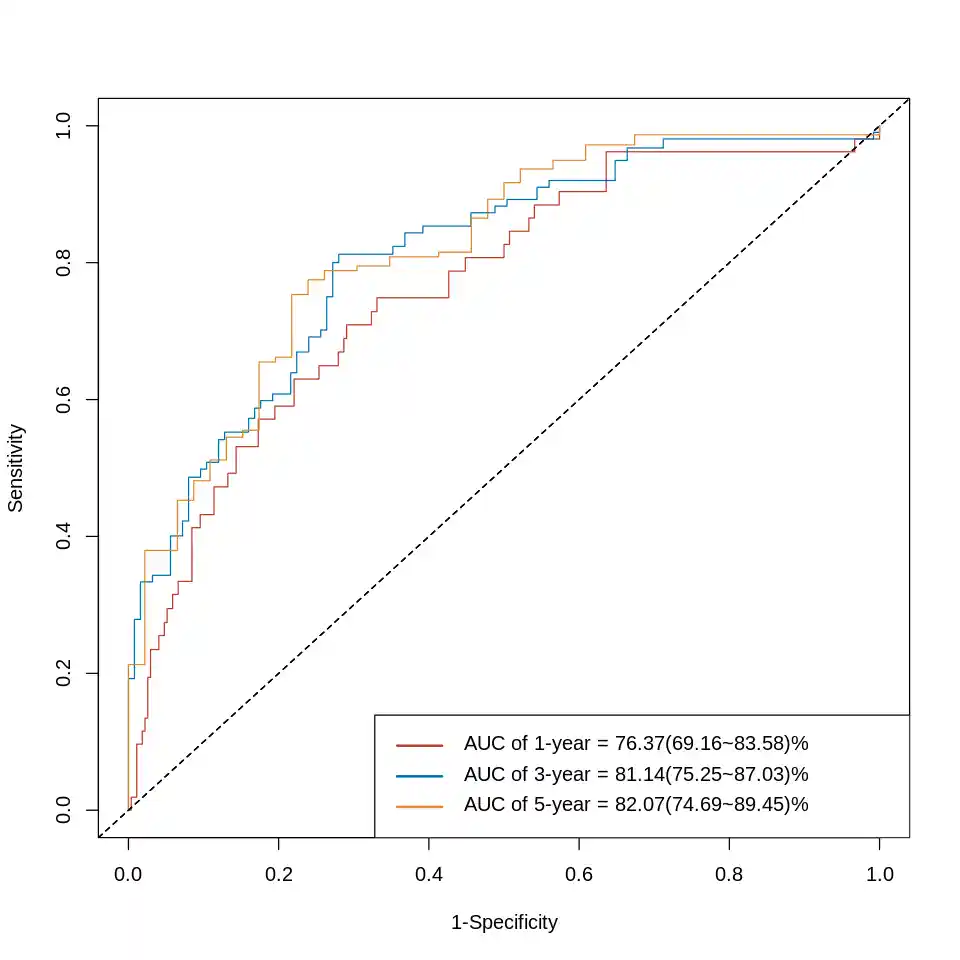 1.0
0.8
0.6
0.4
0.2
0.0
Sensitivity
AUC of 1-year = 76.37(69.16~83.58)%
AUC of 3-year = 81.14(75.25~87.03)%
AUC of 5-year = 82.07(74.69~89.45)%
0.0 0.2 0.4 0.6 0.8 1.0
1-Specificity